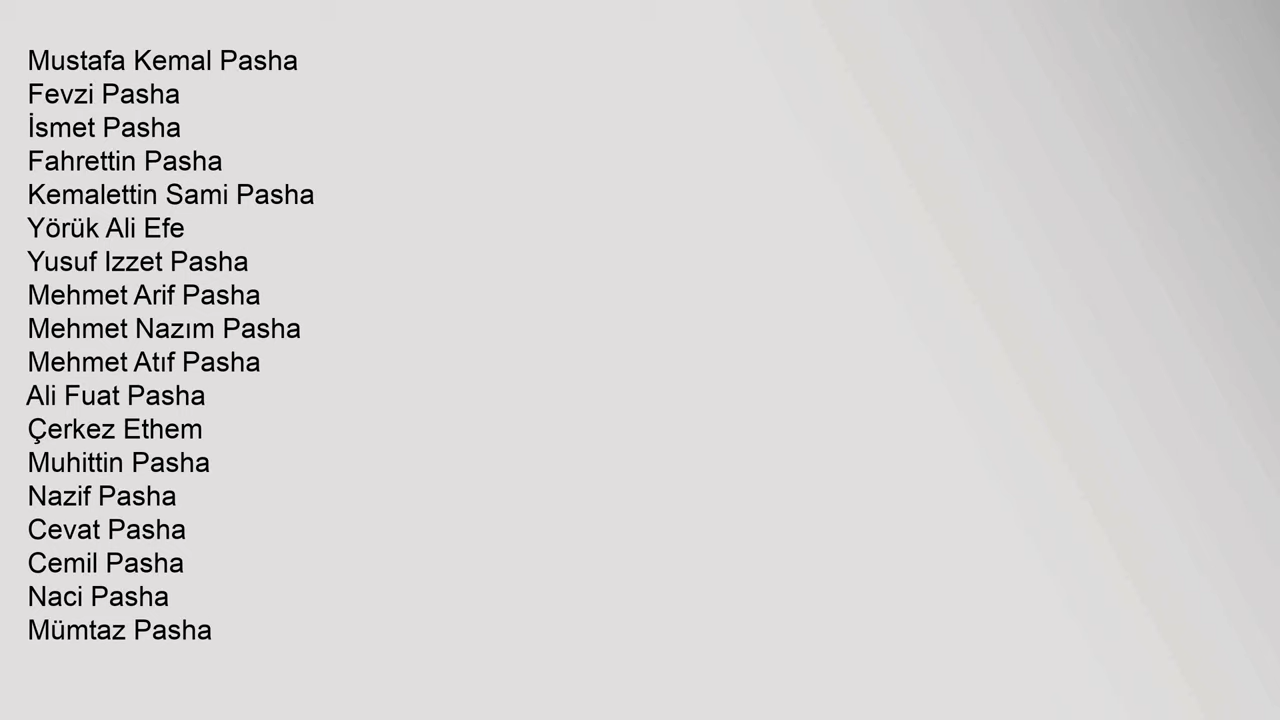 Mustafa Kemal Pasha
Fevzi Pasha
İsmet Pasha
Fahrettin Pasha
Kemalettin Sami Pasha
Yörük Ali Efe
Yusuf Izzet Pasha
Mehmet Arif Pasha
Mehmet Nazım Pasha
Mehmet Atıf Pasha
Ali Fuat Pasha
Çerkez Ethem
Muhittin Pasha
Nazif Pasha
Cevat Pasha
Cemil Pasha
Naci Pasha
Mümtaz Pasha